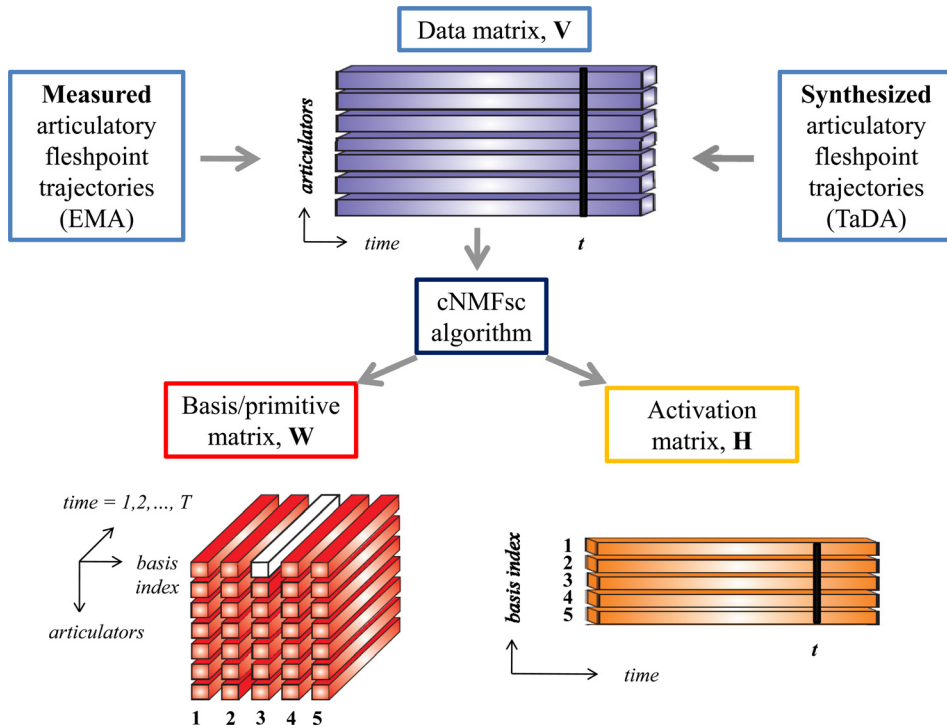 Data matrix, V
Measured
articulatory
fleshpoint
trajectories
(EMA)
articulators
time
t
Synthesized
articulatory
fleshpoint
trajectories
(TaDA)
cNMFsc
algorithm
Basis/primitive
matrix, W
Activation
matrix, H
time = 1,2,..., T
basis
index
articulators
1 2 3 4 5
basis index
1
2
3
4
5
t
time